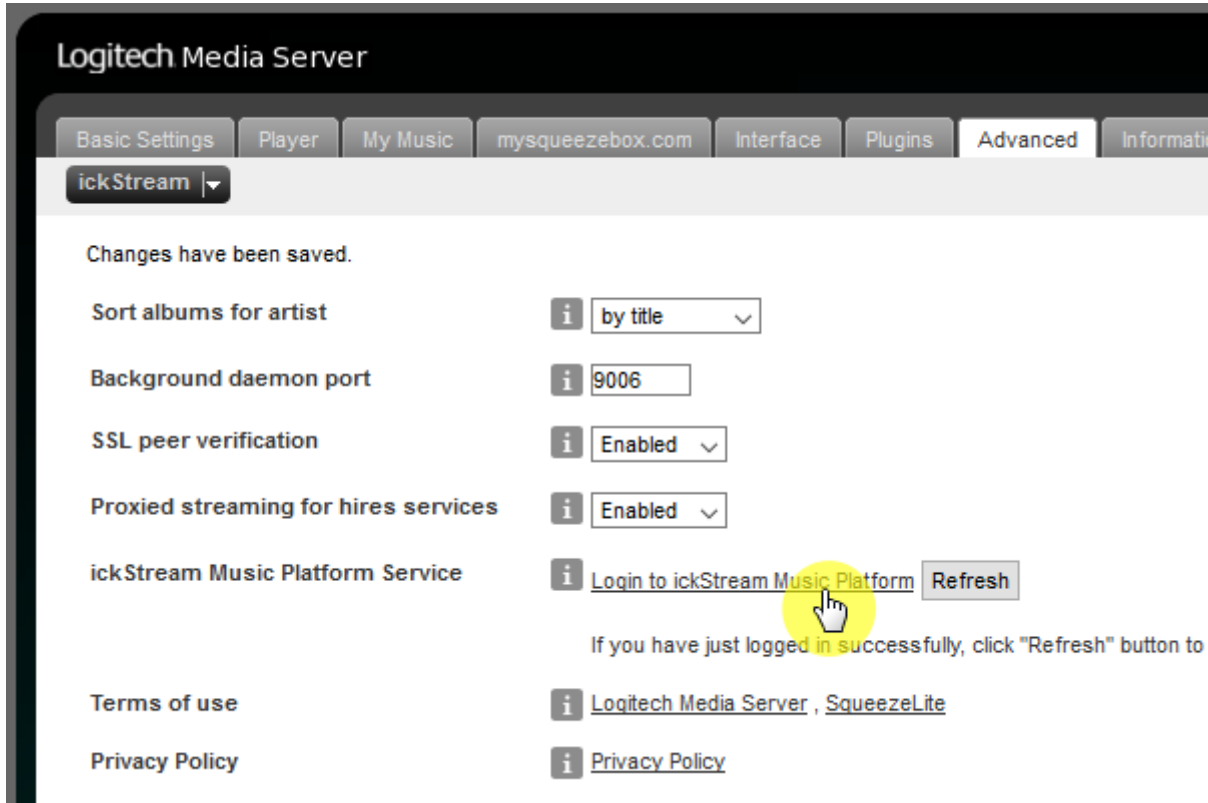 Logitech Media Server
Basic Settings Player My Music mysqueezebox.com Interface Plugins Advanced Informati
ickStream
Changes have been saved.
Sort albums for artist i by title
Background daemon port i 9006
SSL peer verification i Enabled
Proxied streaming for hires services i Enabled
ickStream Music Platform Service i Login to ickStream Music Platform Refresh
If you have just logged in successfully, click "Refresh" button to
Terms of use i Logitech Media Server , SqueezeLite
Privacy Policy i Privacy Policy